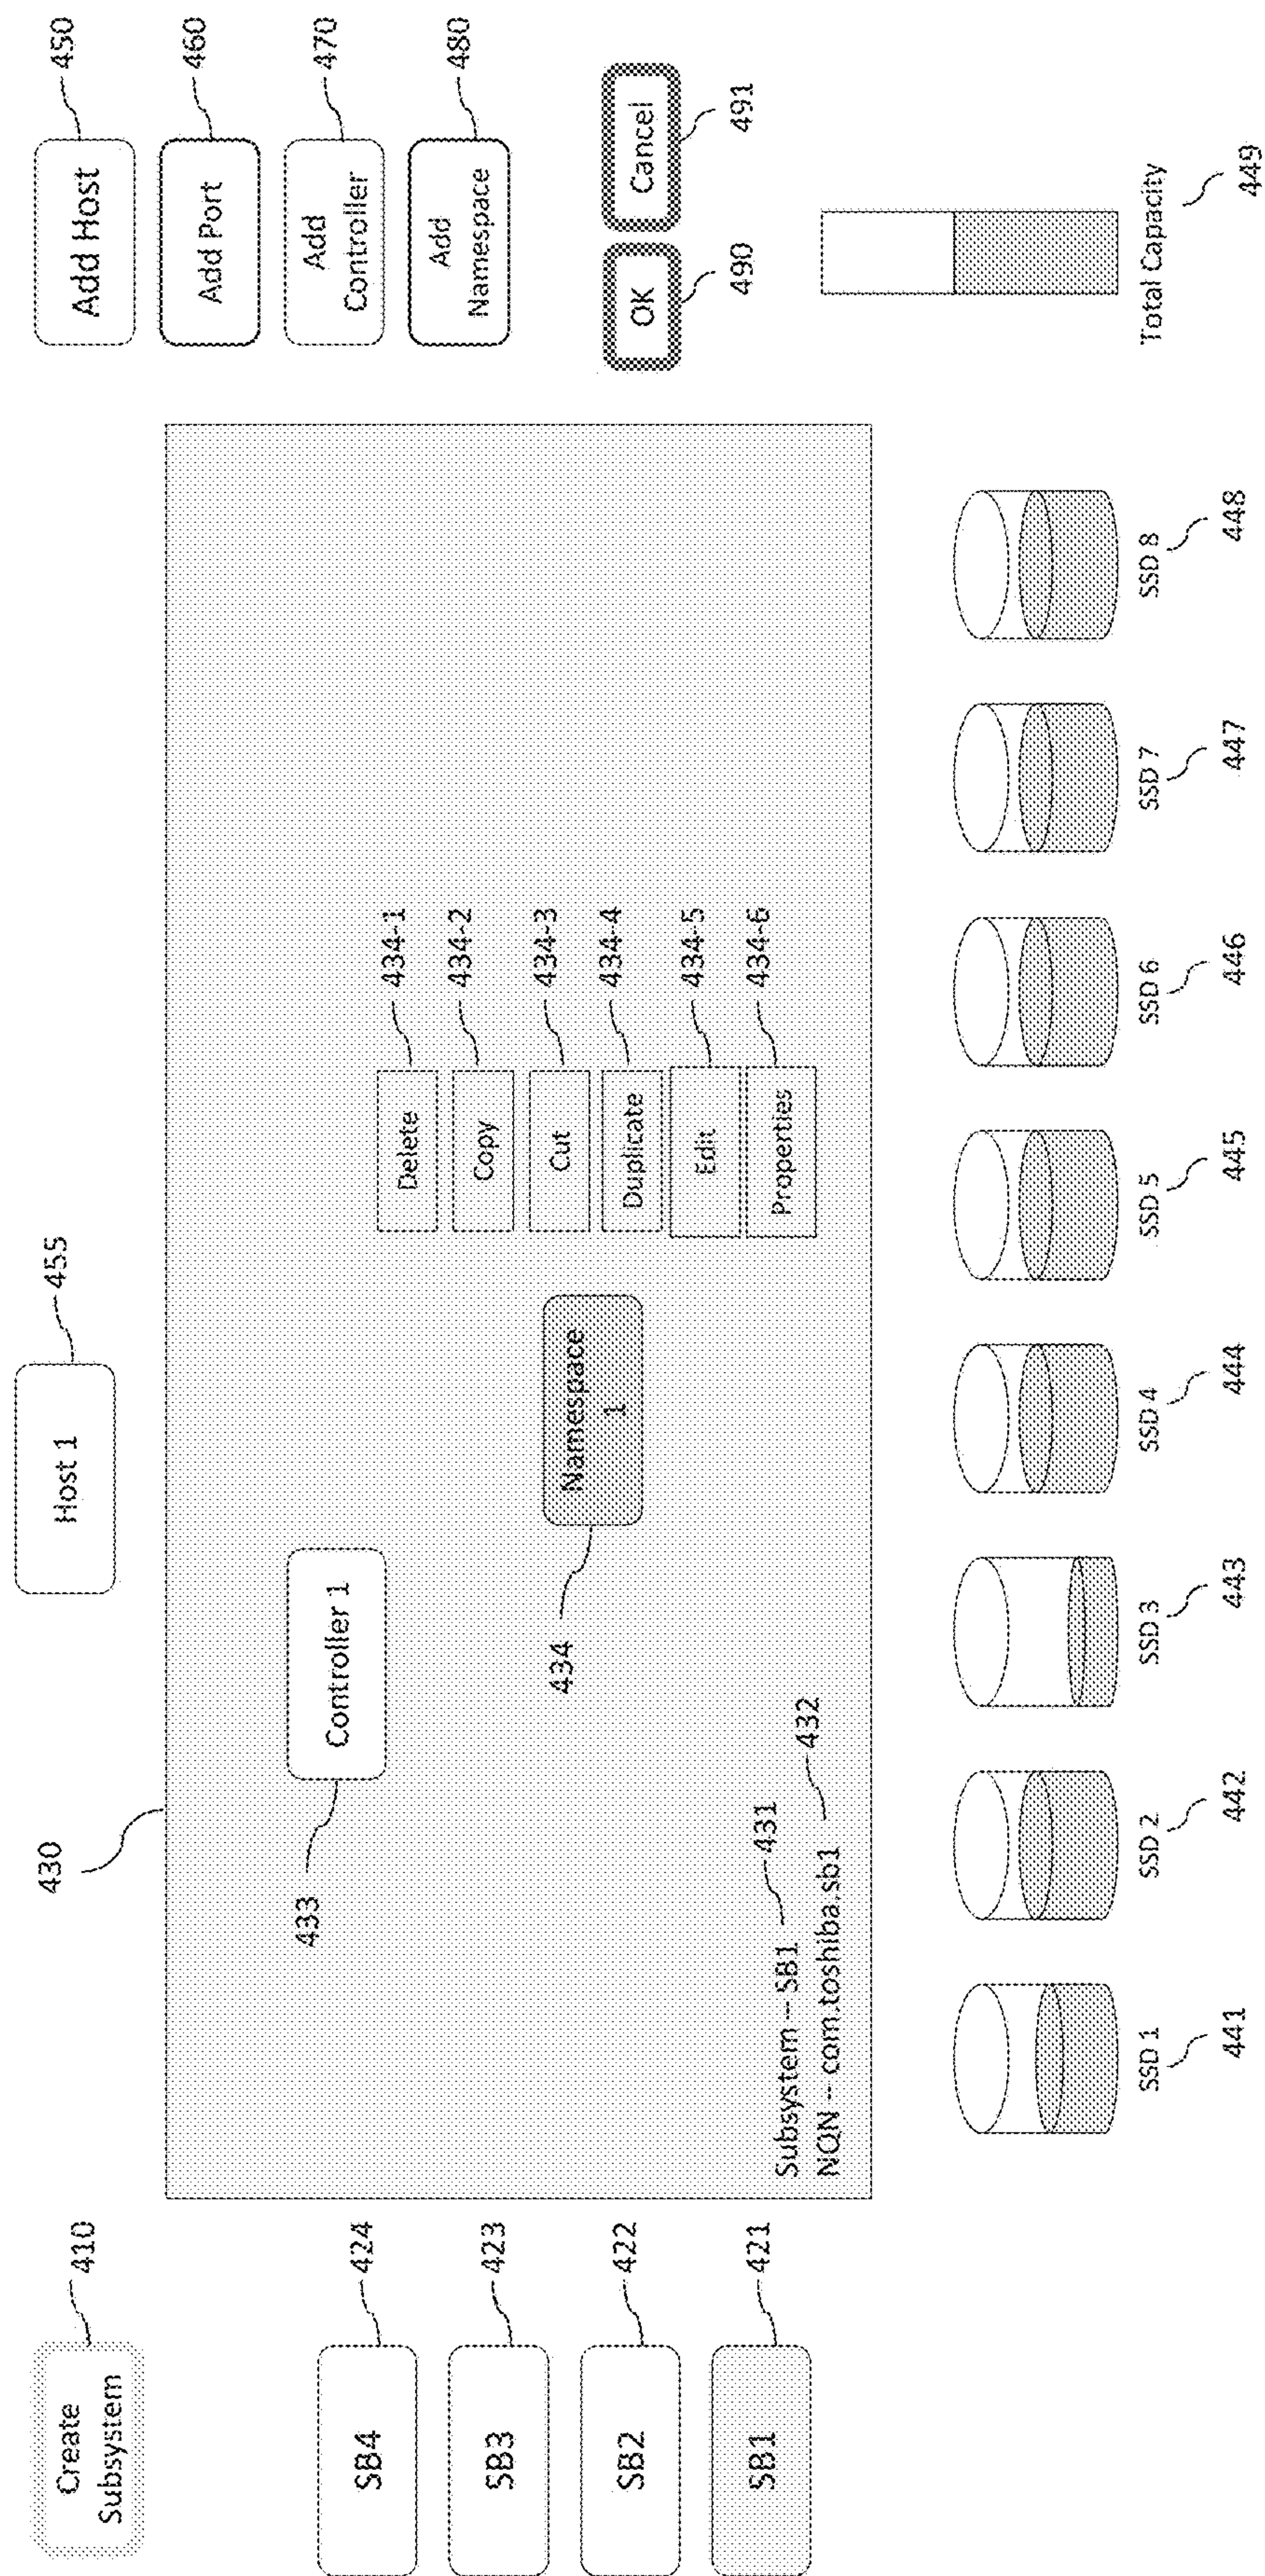 Create
Subsystem
410
SB4
424
SB3
423
SB2
422
SB1
421
430
Host 1
455
433
Controller 1
434
Namespace
1
Delete
434-1
Copy
434-2
Cut
434-3
Duplicate
434-4
Edit
434-5
Properties
434-6
Subsystem -- SB1
431
NQN -- com.toshiba.sb1
432
Add Host
450
Add Port
460
Add
Controller
470
Add
Namespace
480
OK
490
Cancel
491
SSD 1
441
SSD 2
442
SSD 3
443
SSD 4
444
SSD 5
445
SSD 6
446
SSD 7
447
SSD 8
448
Total Capacity
449